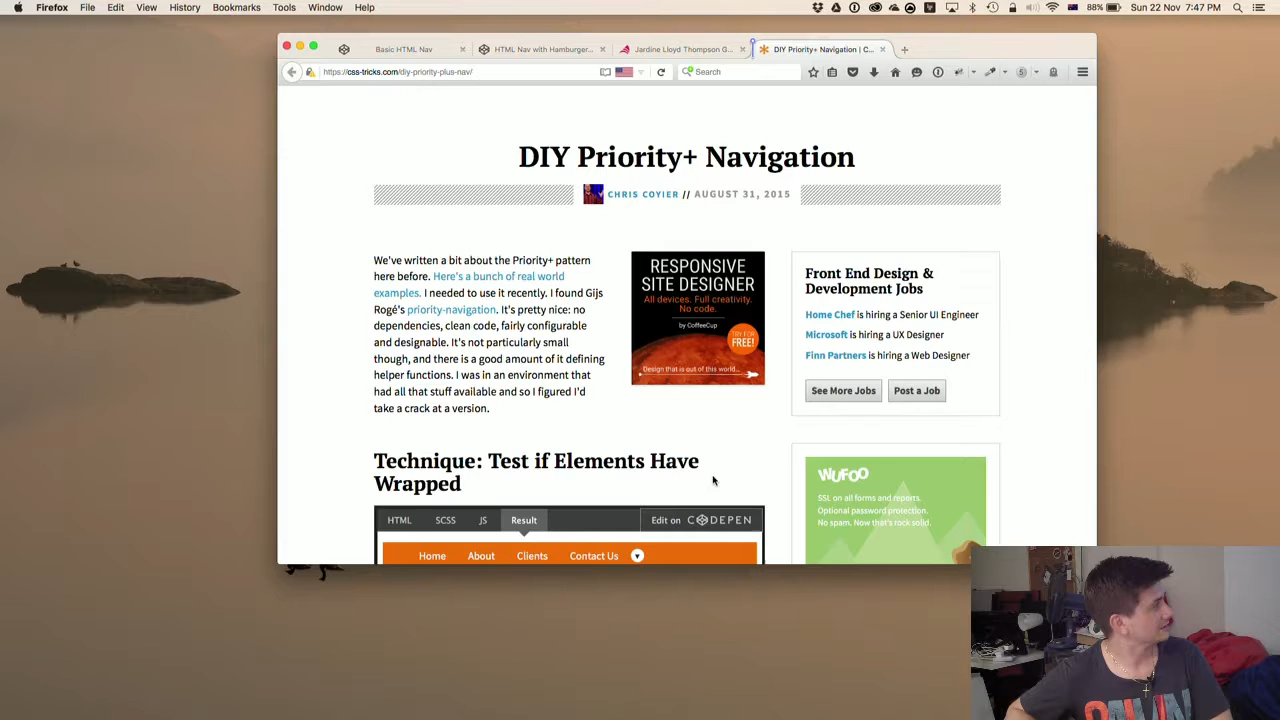 Firefox File Edit View History Bookmarks Tools Window Help
88% Sun 22 Nov 7:47 PM
Basic HTML Nav
HTML Nav with Hamburger...
Jardine Lloyd Thompson G...
DIY Priority+ Navigation | C...
https://css-tricks.com/diy-priority-plus-nav/
Search
DIY Priority+ Navigation
CHRIS COYIER // AUGUST 31, 2015
We've written a bit about the Priority+ pattern
here before. Here's a bunch of real world
examples. I needed to use it recently. I found Gijs
Rogé's priority-navigation. It's pretty nice: no
dependencies, clean code, fairly configurable
and designable. It's not particularly small
though, and there is a good amount of it defining
helper functions. I was in an environment that
had all that stuff available and so I figured I'd
take a crack at a version.
RESPONSIVE
SITE DESIGNER
All devices. Full creativity.
No code.
by CoffeeCup
TRY FOR
FREE!
Design that is out of this world...
Front End Design &
Development Jobs
Home Chef is hiring a Senior UI Engineer
Microsoft is hiring a UX Designer
Finn Partners is hiring a Web Designer
See More Jobs
Post a Job
Technique: Test if Elements Have
Wrapped
HTML SCSS JS Result
Edit on CODEPEN
Home About Clients Contact Us
WUFOO
SSL on all forms and reports.
Optional password protection.
No spam. Now that's rock solid.